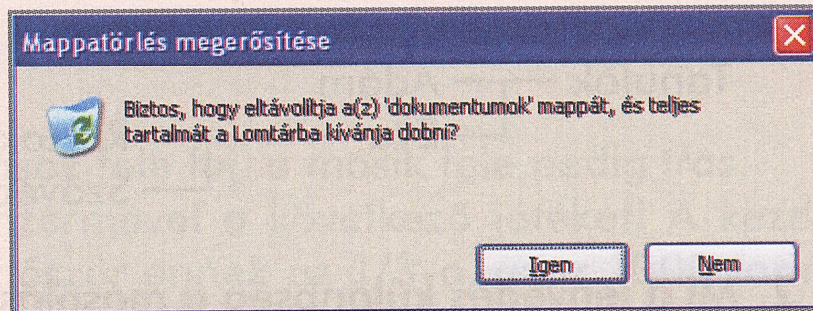 Mappatörlés megerősítése
Biztos, hogy eltávolítja a(z) 'dokumentumok' mappát, és teljes
tartalmát a Lomtárba kívánja dobni?
Igen
Nem